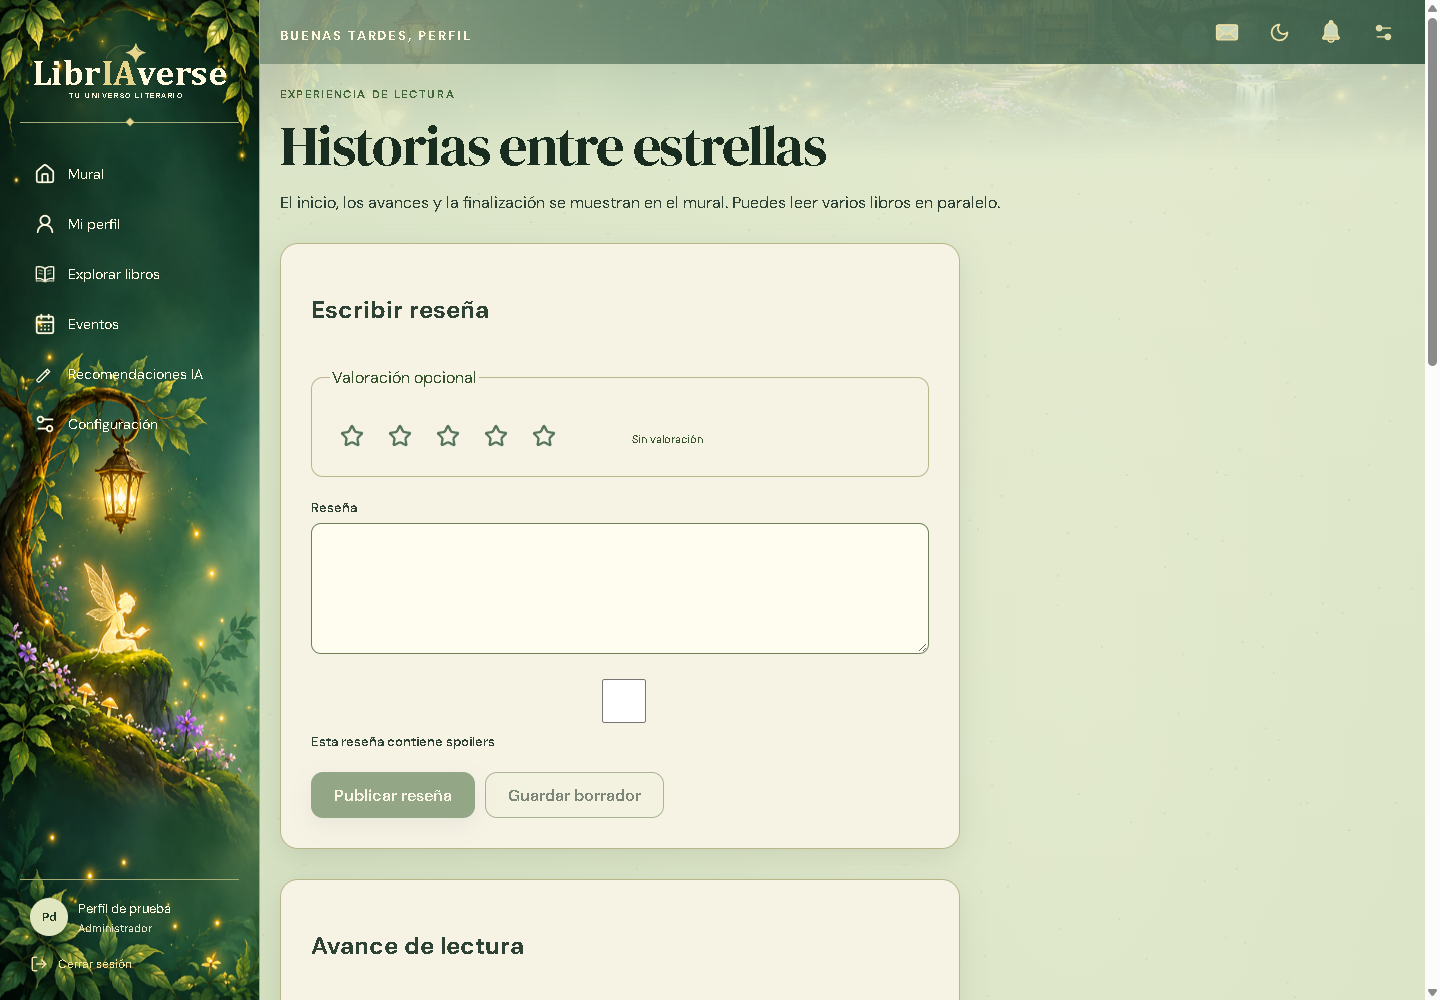 LibrIAverse
TU UNIVERSO LITERARIO
Mural
Mi perfil
Explorar libros
Eventos
Recomendaciones IA
Configuración
Pd
Perfil de prueba
Administrador
Cerrar sesión
BUENAS TARDES, PERFIL
EXPERIENCIA DE LECTURA
Historias entre estrellas
El inicio, los avances y la finalización se muestran en el mural. Puedes leer varios libros en paralelo.
Escribir reseña
Valoración opcional
Sin valoración
Reseña
Esta reseña contiene spoilers
Publicar reseña
Guardar borrador
Avance de lectura